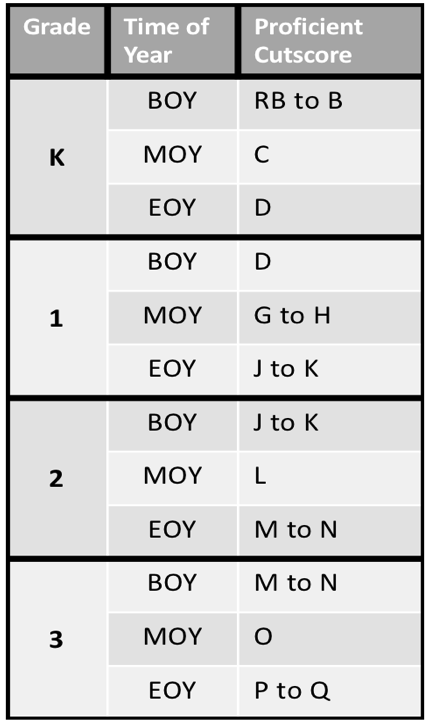 Grade Time of Year Proficient Cutscore
K BOY RB to B
MOY C
EOY D
1 BOY D
MOY G to H
EOY J to K
2 BOY J to K
MOY L
EOY M to N
3 BOY M to N
MOY O
EOY P to Q